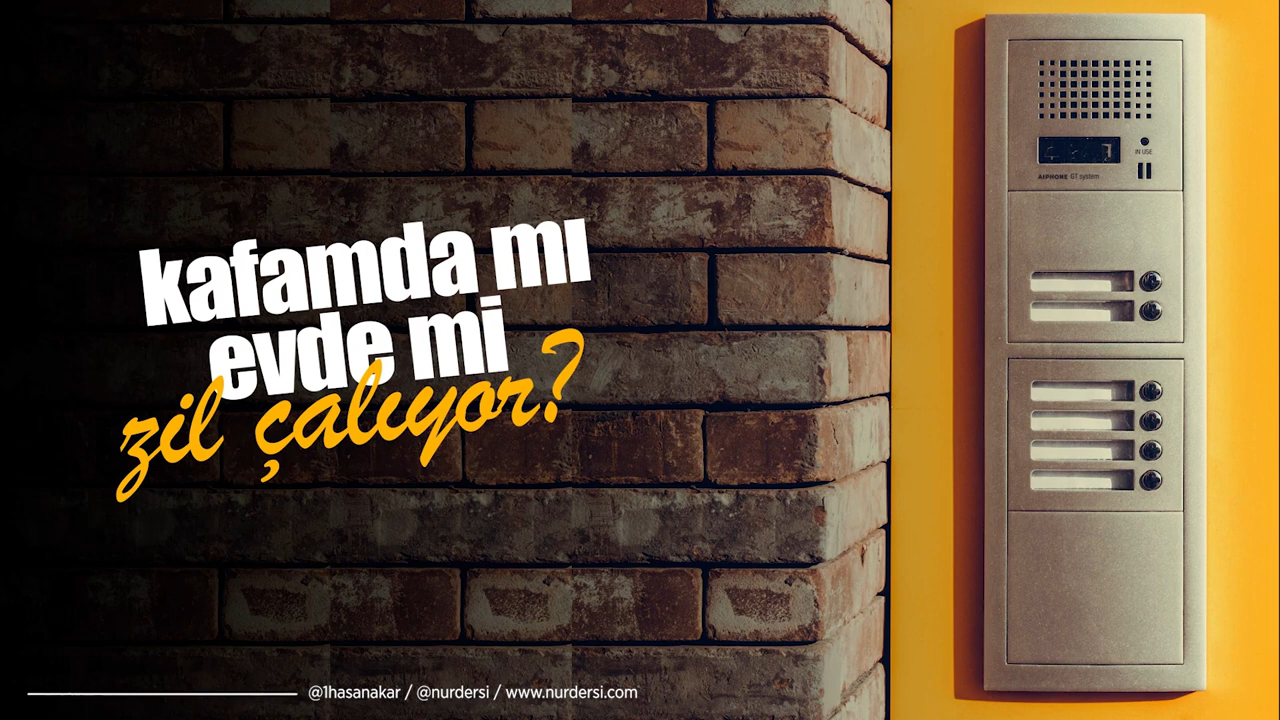 kafamda mı
evde mi
zil çalıyor?
IN USE
AIPHONE GT system
@1hasanakar / @nurdersi / www.nurdersi.com